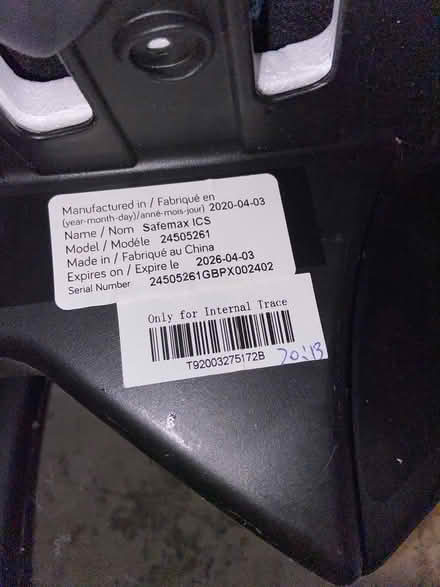 Manufactured in / Fabriqué en
(year-month-day)/anné-mois-jour) 2020-04-03
Name / Nom Safemax ICS
Model / Modéle 24505261
Made in / Fabriqué au China
Expires on / Expire le 2026-04-03
Serial Number 24505261GBPX002402
Only for Internal Trace
T92003275172B
20:13